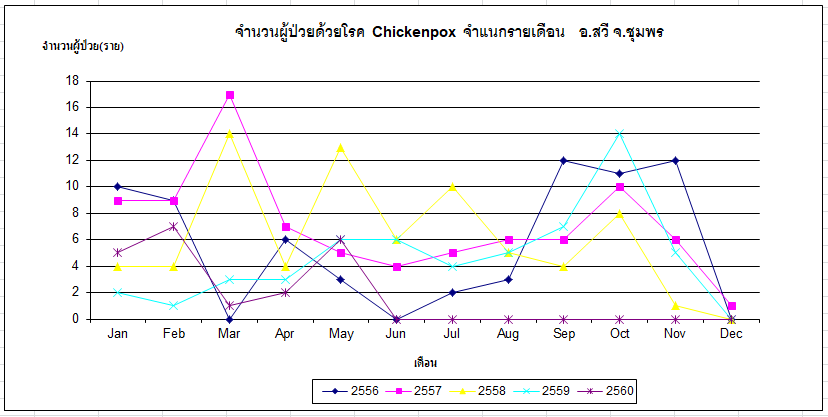 จำนวนผู้ป่วยด้วยโรค Chickenpox จำแนกรายเดือน อ.สวี จ.ชุมพร
จำนวนผู้ป่วย(ราย)
18
16
14
12
10
8
6
4
2
0
Jan Feb Mar Apr May Jun Jul Aug Sep Oct Nov Dec
เดือน
2556 2557 2558 2559 2560